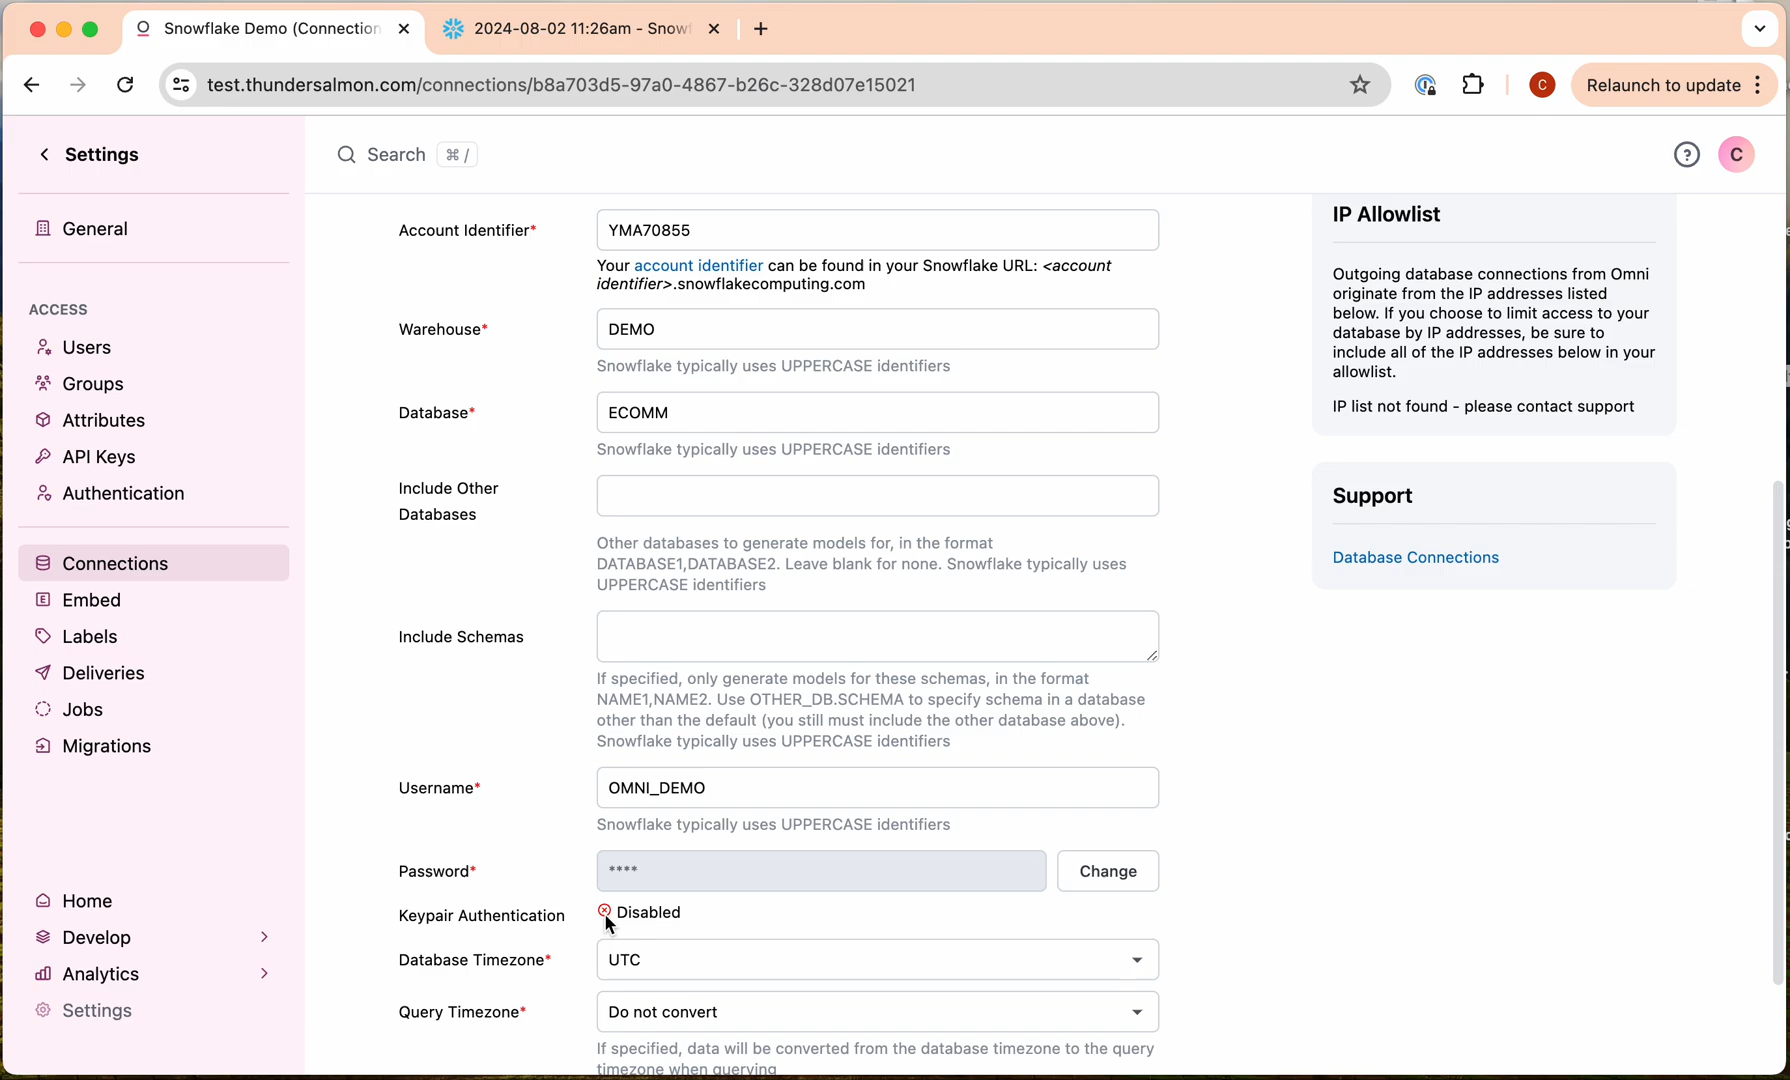 Snowflake Demo (Connection
2024-08-02 11:26am - Snowf
test.thundersalmon.com/connections/b8a703d5-97a0-4867-b26c-328d07e15021
C
Relaunch to update
Settings
Search ⌘ /
C
General
ACCESS
Users
Groups
Attributes
API Keys
Authentication
Connections
Embed
Labels
Deliveries
Jobs
Migrations
Home
Develop
Analytics
Settings
Account Identifier*
YMA70855
Your account identifier can be found in your Snowflake URL: <account
identifier>.snowflakecomputing.com
Warehouse*
DEMO
Snowflake typically uses UPPERCASE identifiers
Database*
ECOMM
Snowflake typically uses UPPERCASE identifiers
Include Other
Databases
Other databases to generate models for, in the format
DATABASE1,DATABASE2. Leave blank for none. Snowflake typically uses
UPPERCASE identifiers
Include Schemas
If specified, only generate models for these schemas, in the format
NAME1,NAME2. Use OTHER_DB.SCHEMA to specify schema in a database
other than the default (you still must include the other database above).
Snowflake typically uses UPPERCASE identifiers
Username*
OMNI_DEMO
Snowflake typically uses UPPERCASE identifiers
Password*
****
Change
Keypair Authentication
Disabled
Database Timezone*
UTC
Query Timezone*
Do not convert
If specified, data will be converted from the database timezone to the query
timezone when querying
IP Allowlist
Outgoing database connections from Omni
originate from the IP addresses listed
below. If you choose to limit access to your
database by IP addresses, be sure to
include all of the IP addresses below in your
allowlist.
IP list not found - please contact support
Support
Database Connections